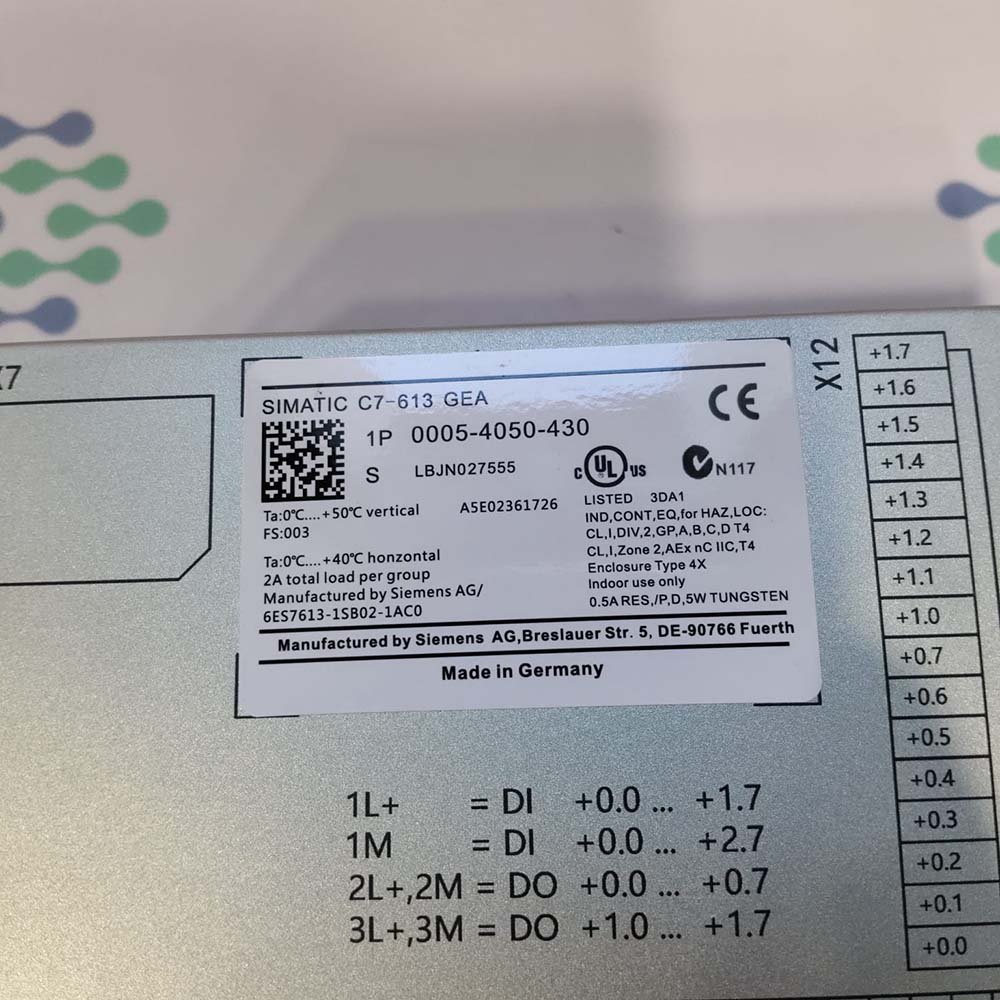 X7
SIMATIC C7-613 GEA
1P 0005-4050-430
S LBJN027555
CE
C UL US
N117
LISTED 3DA1
Ta:0℃....+50℃ vertical
A5E02361726
FS:003
IND,CONT,EQ,for HAZ,LOC:
CL,I,DIV,2,GP,A,B,C,D T4
CL,I,Zone 2,AEx nC IIC,T4
Enclosure Type 4X
Indoor use only
0.5A RES,/P,D,5W TUNGSTEN
Ta:0℃....+40℃ honzontal
2A total load per group
Manufactured by Siemens AG/
6ES7613-1SB02-1AC0
Manufactured by Siemens AG,Breslauer Str. 5, DE-90766 Fuerth
Made in Germany
X12
+1.7
+1.6
+1.5
+1.4
+1.3
+1.2
+1.1
+1.0
+0.7
+0.6
+0.5
+0.4
+0.3
+0.2
+0.1
+0.0
1L+ = DI +0.0 ... +1.7
1M = DI +0.0 ... +2.7
2L+,2M = DO +0.0 ... +0.7
3L+,3M = DO +1.0 ... +1.7